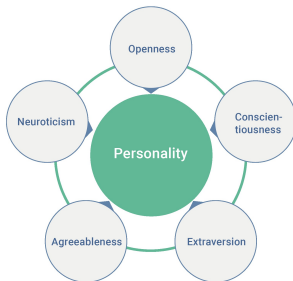 Openness
Conscien-
tiousness
Neuroticism
Personality
Agreeableness
Extraversion